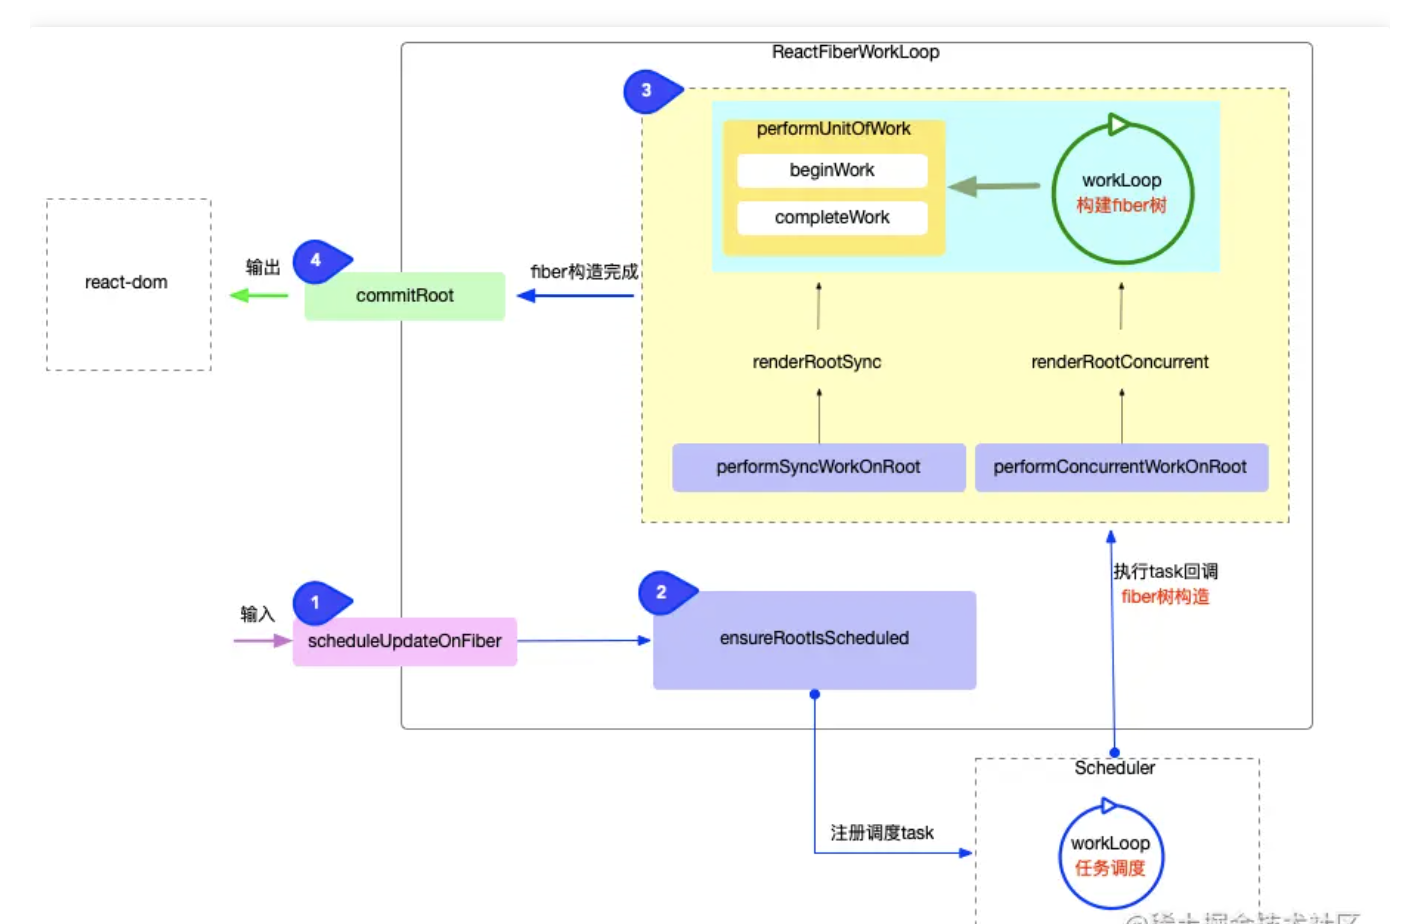 ReactFiberWorkLoop
3
performUnitOfWork
beginWork
completeWork
workLoop
构建fiber树
react-dom
输出
4
commitRoot
fiber构造完成
renderRootSync
renderRootConcurrent
performSyncWorkOnRoot
performConcurrentWorkOnRoot
执行task回调
fiber树构造
输入
1
scheduleUpdateOnFiber
2
ensureRootIsScheduled
Scheduler
注册调度task
workLoop
任务调度
@稀土掘金技术社区